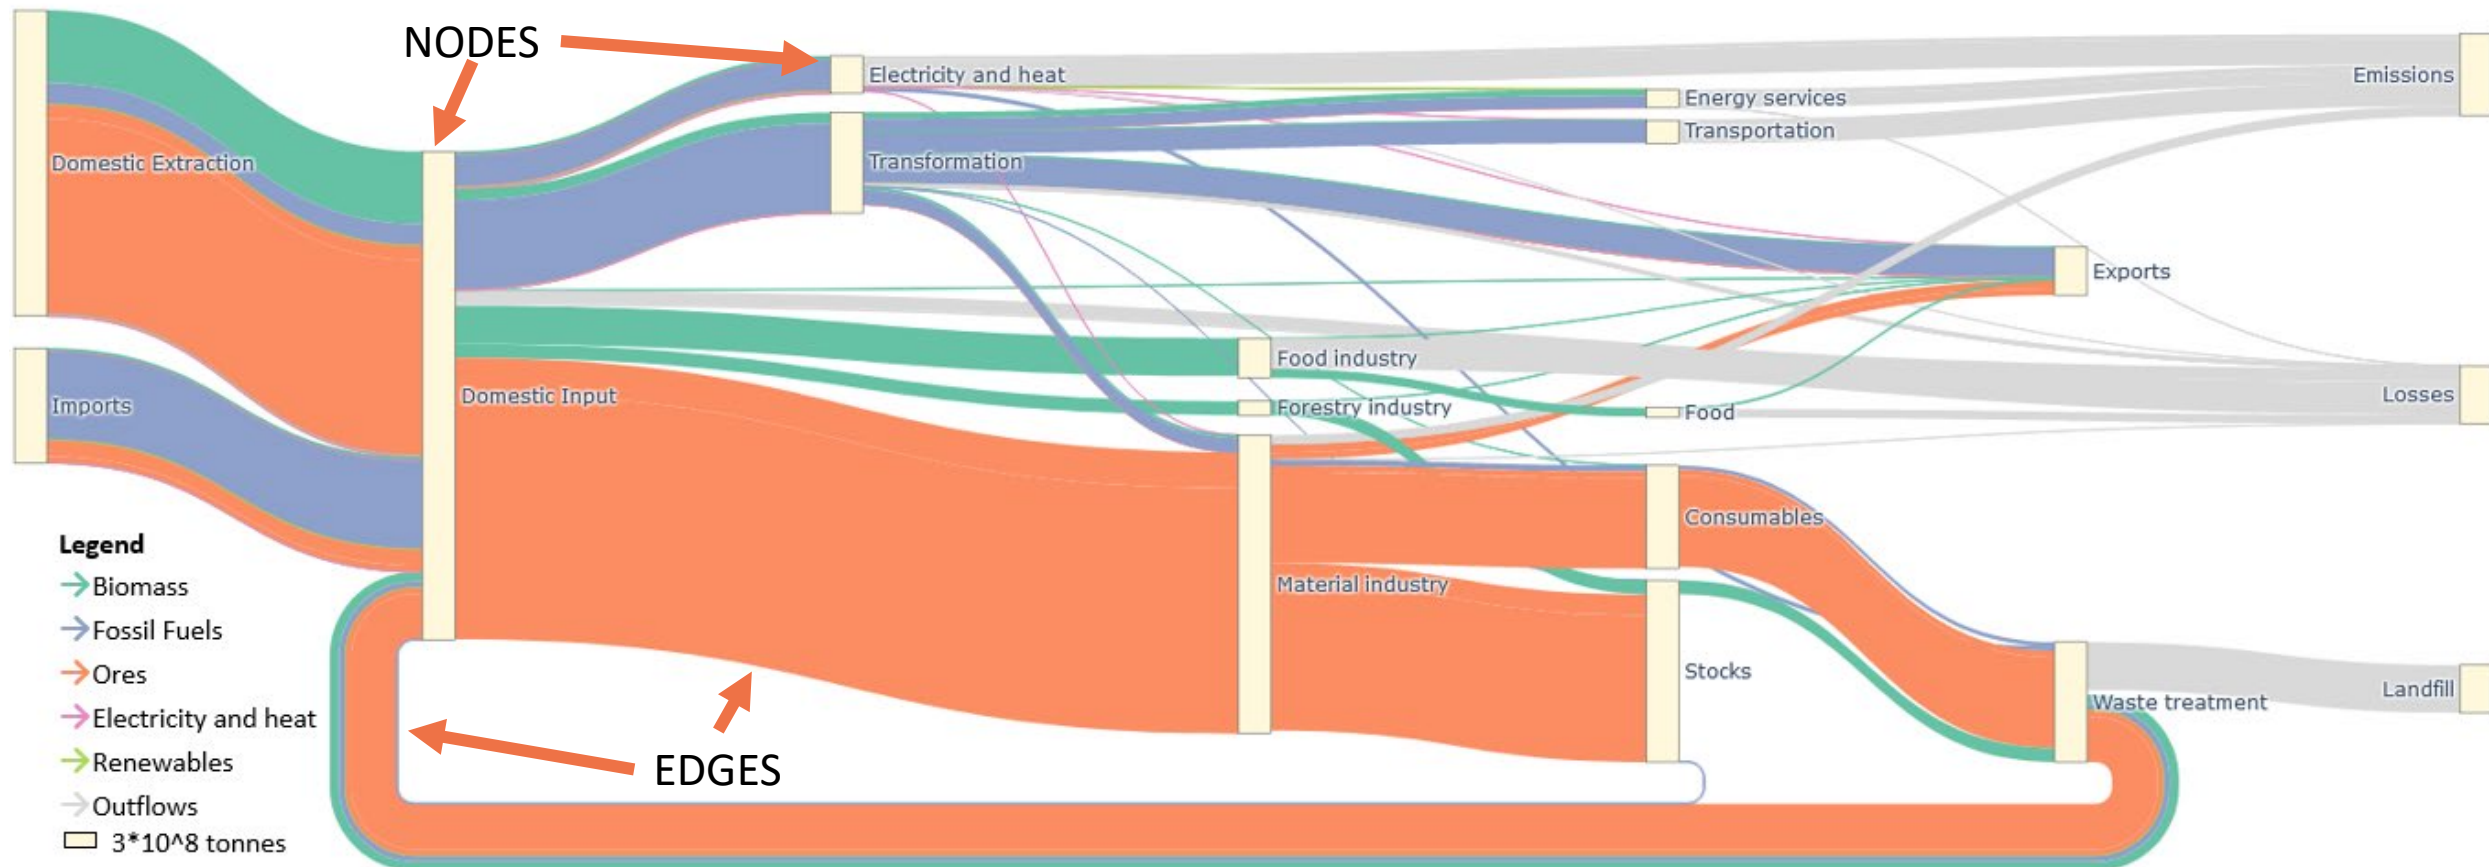 NODES
Electricity and heat
Emissions
Energy services
Transportation
Domestic Extraction
Transformation
Exports
Food industry
Domestic Input
Losses
Imports
Forestry industry
Food
Consumables
Material industry
Stocks
Landfill
Waste treatment
EDGES
Legend
Biomass
Fossil Fuels
Ores
Electricity and heat
Renewables
Outflows
3*10^8 tonnes